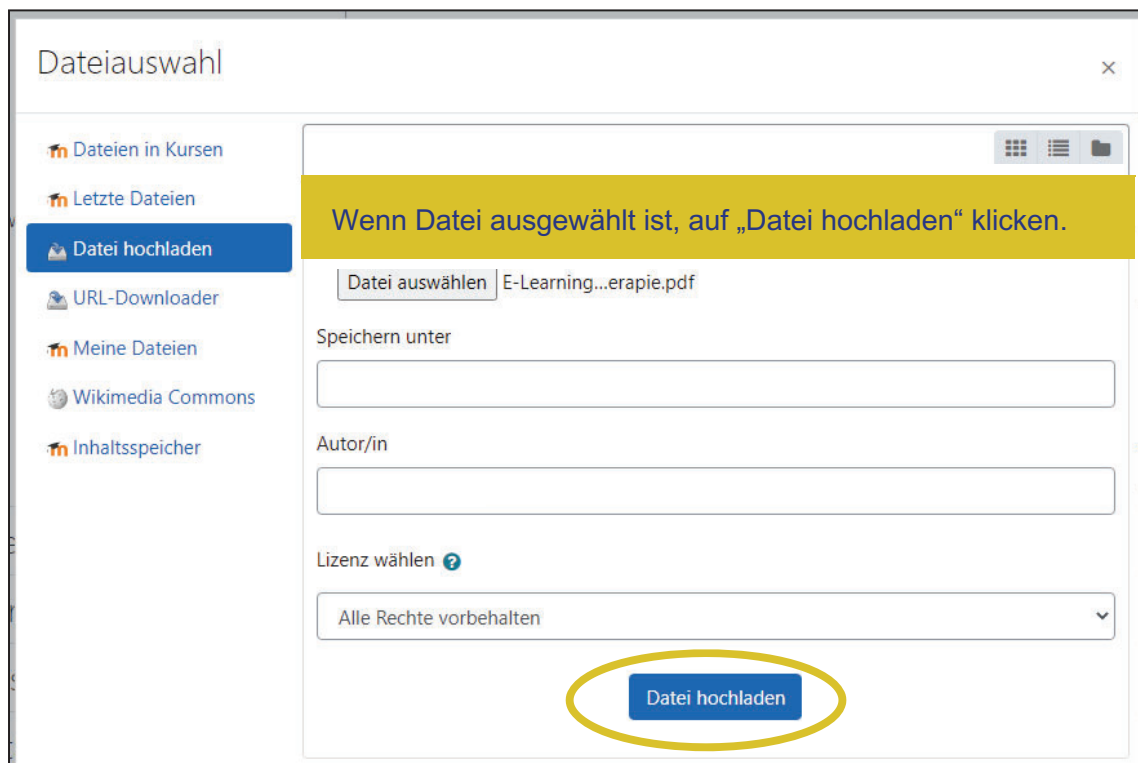 Dateiauswahl
×
Dateien in Kursen
Letzte Dateien
Datei hochladen
URL-Downloader
Meine Dateien
Wikimedia Commons
Inhaltsspeicher
Wenn Datei ausgewählt ist, auf „Datei hochladen“ klicken.
Datei auswählen E-Learning...erapie.pdf
Speichern unter
Autor/in
Lizenz wählen ?
Alle Rechte vorbehalten
Datei hochladen